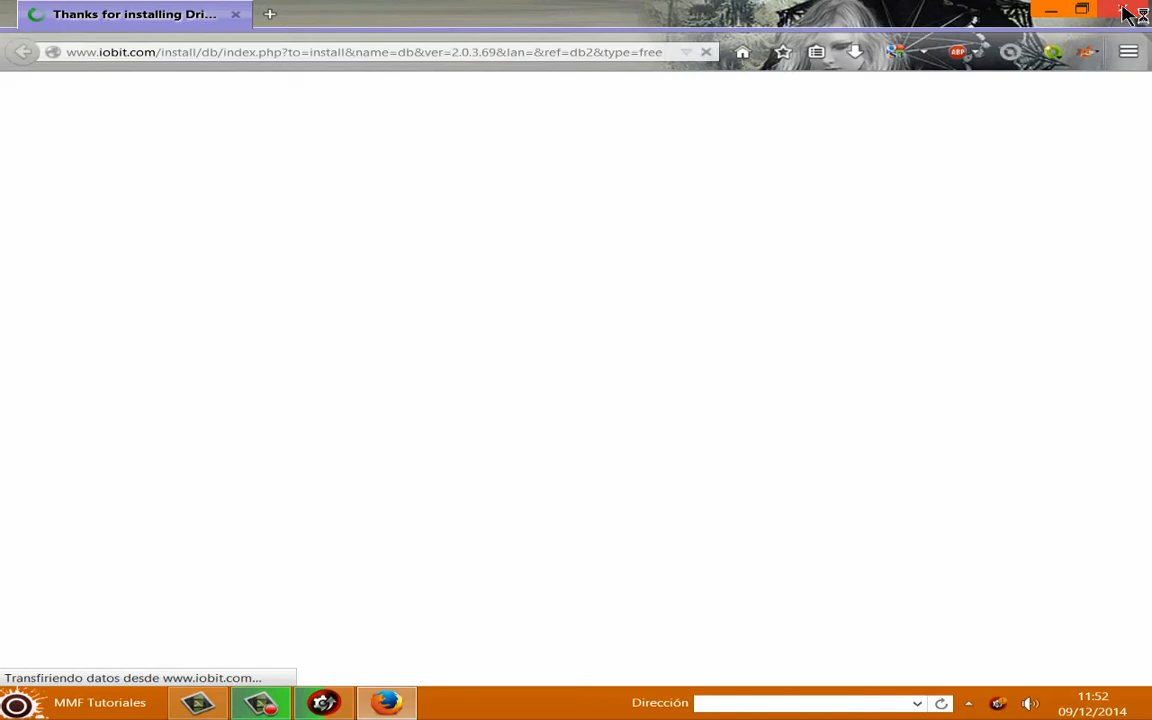 Thanks for installing Dri...
www.iobit.com/install/db/index.php?to=install&name=db&ver=2.0.3.69&lan=&ref=db2&type=free
ABP
Transfiriendo datos desde www.iobit.com...
MMF Tutoriales
Dirección
11:52
09/12/2014